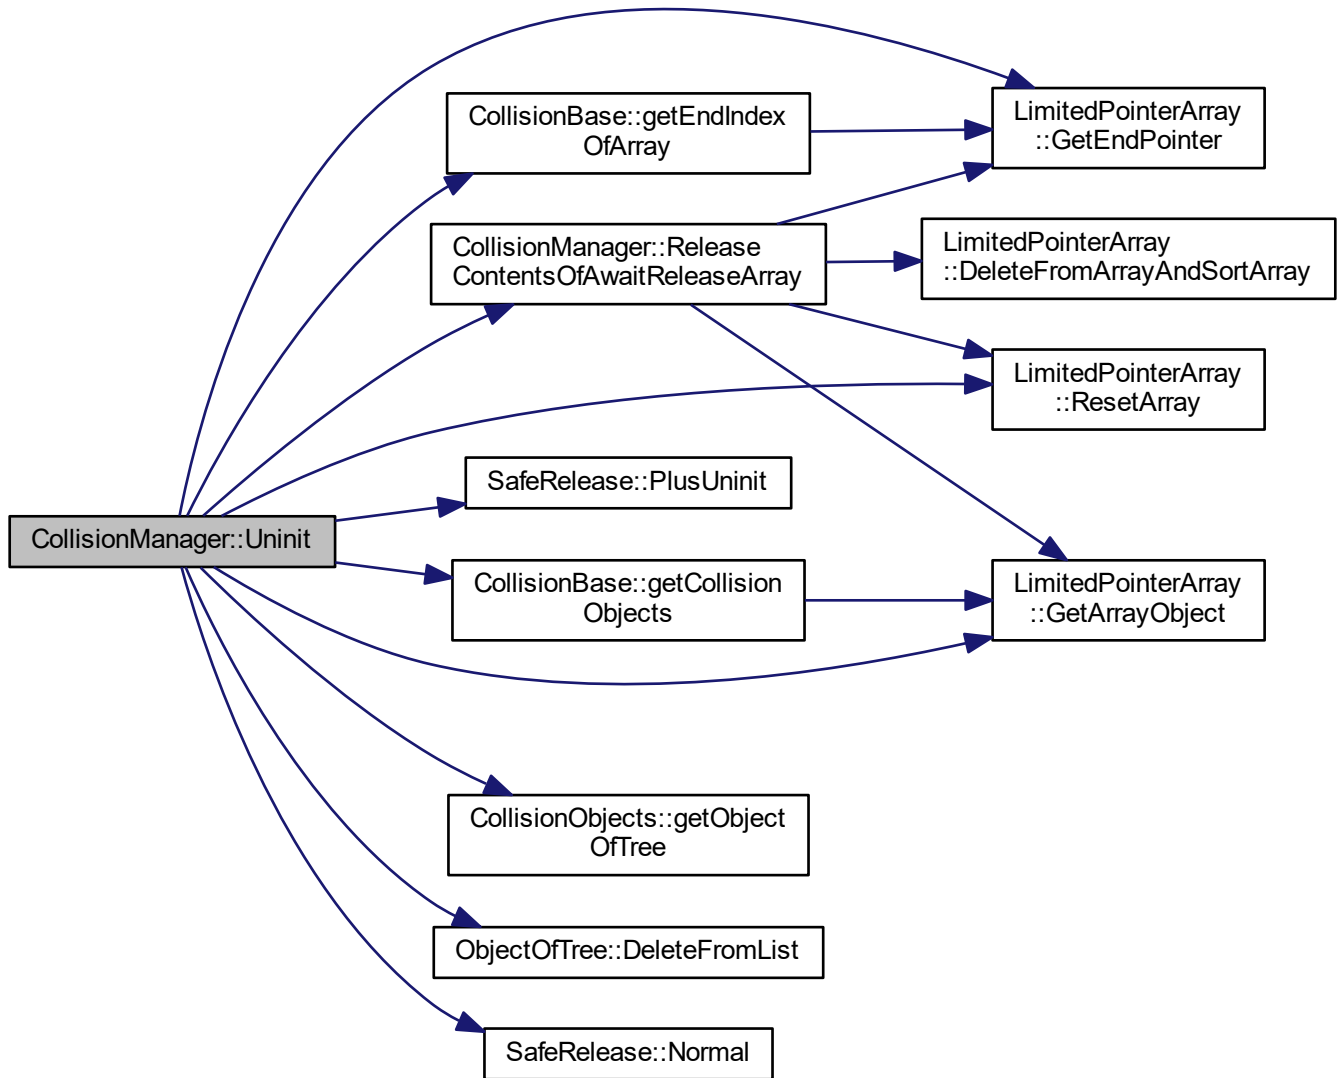 CollisionManager::Uninit
CollisionBase::getEndIndex
OfArray
CollisionManager::Release
ContentsOfAwaitReleaseArray
SafeRelease::PlusUninit
CollisionBase::getCollision
Objects
CollisionObjects::getObject
OfTree
ObjectOfTree::DeleteFromList
SafeRelease::Normal
LimitedPointerArray
::GetEndPointer
LimitedPointerArray
::DeleteFromArrayAndSortArray
LimitedPointerArray
::ResetArray
LimitedPointerArray
::GetArrayObject